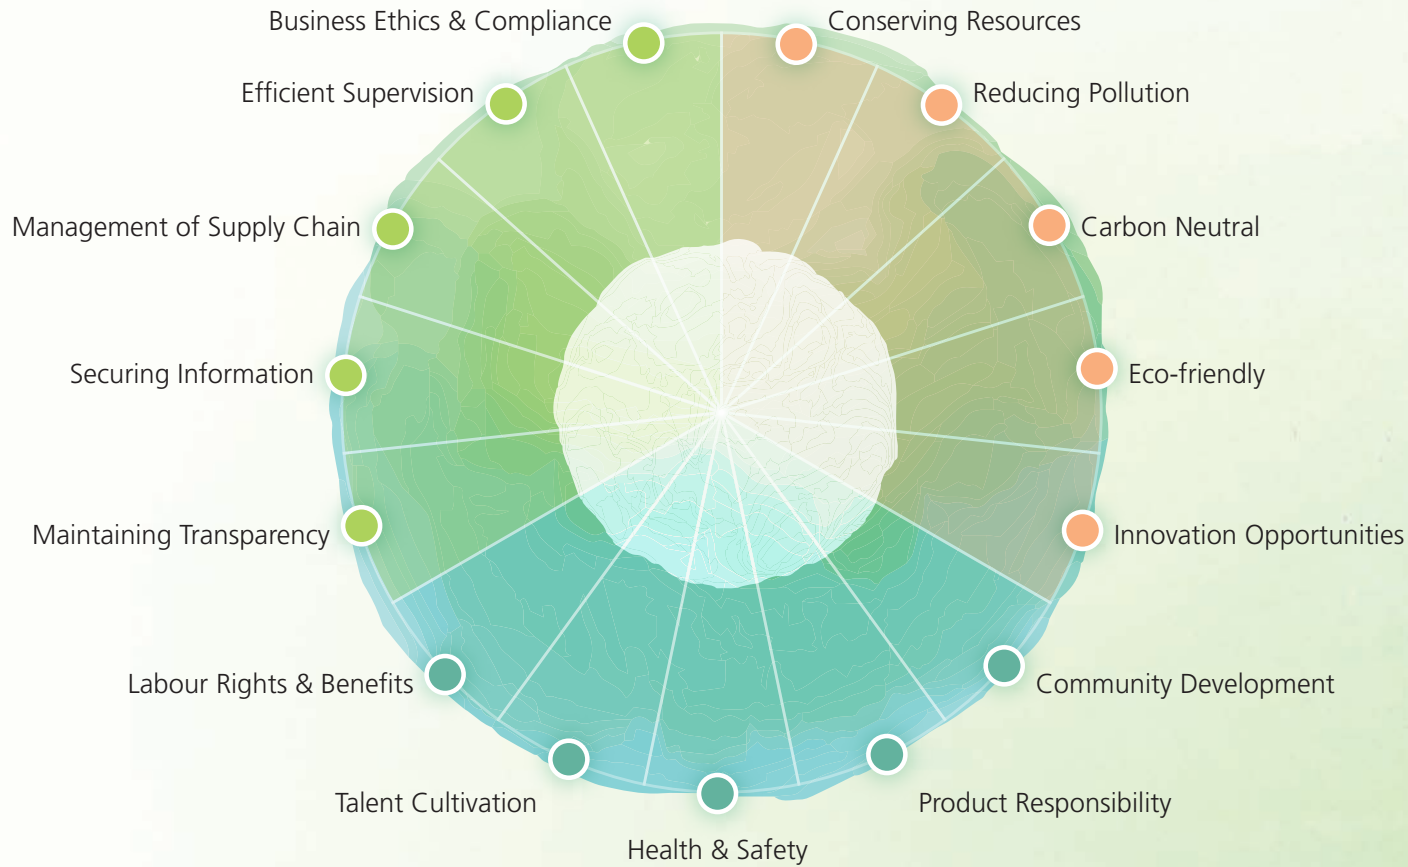 Business Ethics & Compliance
Conserving Resources
Efficient Supervision
Reducing Pollution
Management of Supply Chain
Carbon Neutral
Securing Information
Eco-friendly
Maintaining Transparency
Innovation Opportunities
Labour Rights & Benefits
Community Development
Talent Cultivation
Product Responsibility
Health & Safety